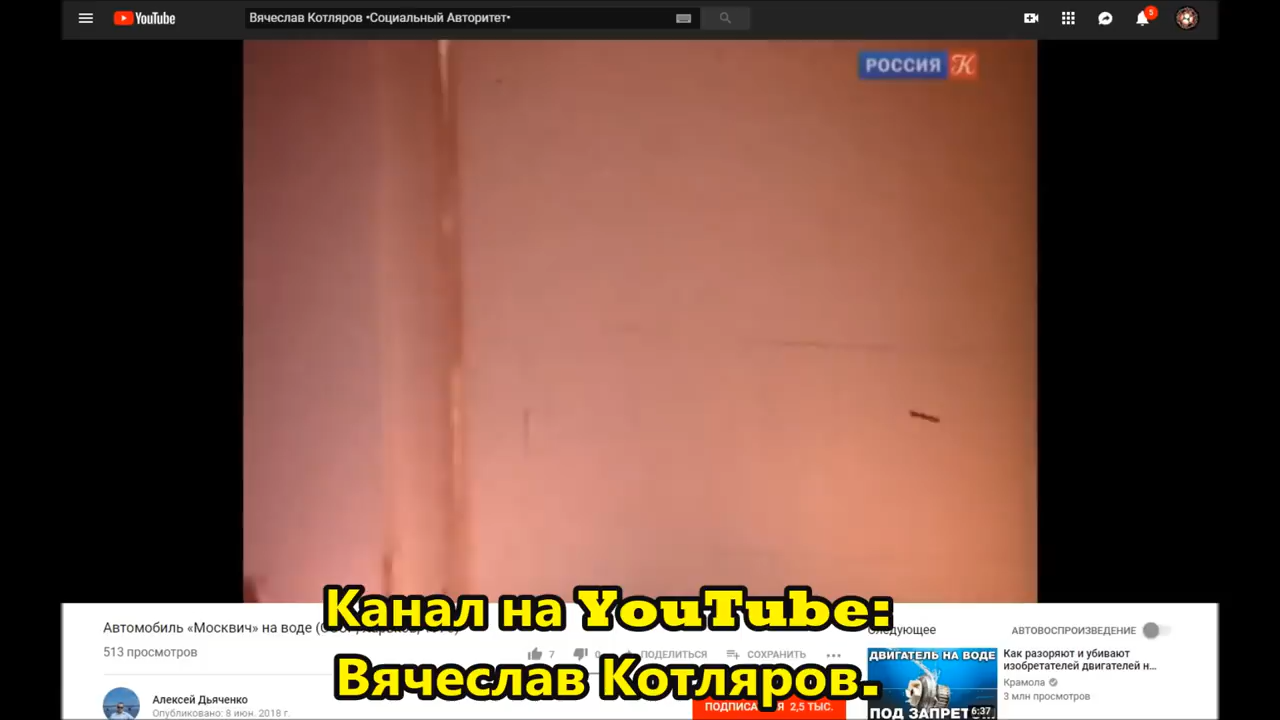 YouTube
Вячеслав Котляров •Социальный Авторитет•
5
РОССИЯ К
Канал на YouTube:
Вячеслав Котляров.
Автомобиль «Москвич» на воде
513 просмотров
7
0
ПОДЕЛИТЬСЯ
СОХРАНИТЬ
Алексей Дьяченко
Опубликовано: 8 июн. 2018 г.
2,5 ТЫС.
Следующее
АВТОВОСПРОИЗВЕДЕНИЕ
ДВИГАТЕЛЬ НА ВОДЕ
ПОД ЗАПРЕТОМ
6:37
Как разоряют и убивают
изобретателей двигателей н...
Крамола
3 млн просмотров